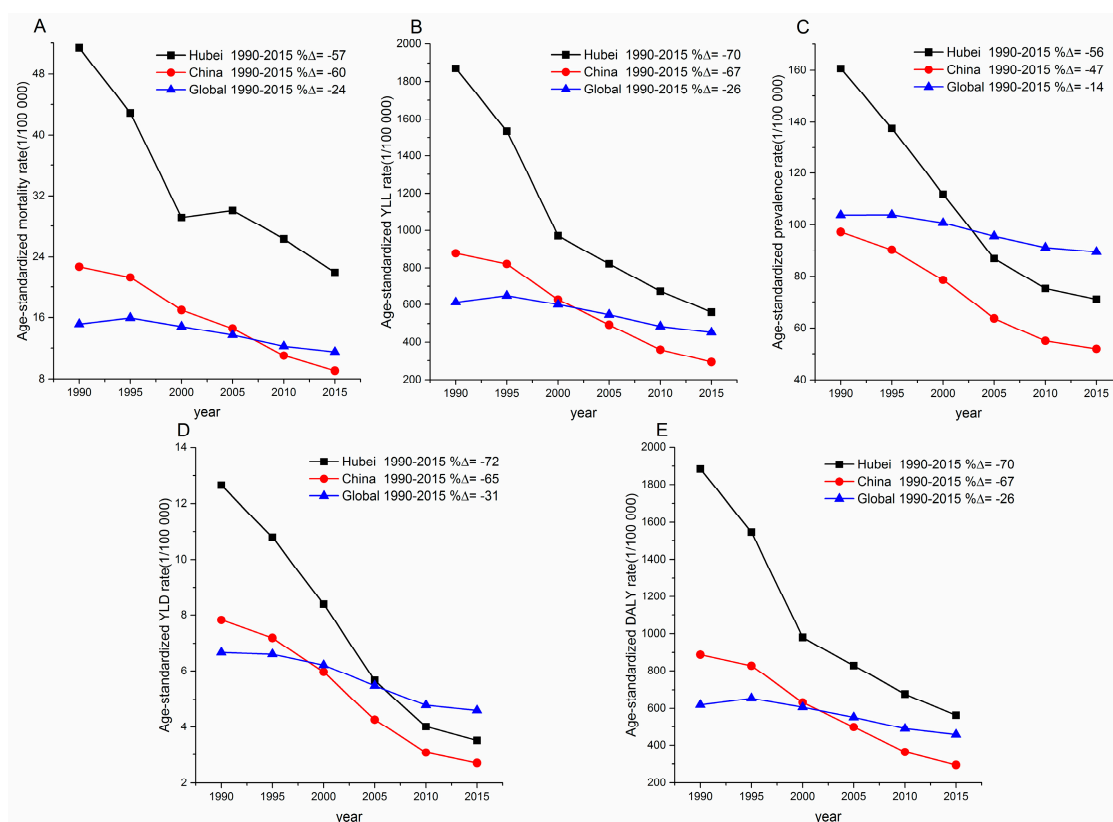 A
Hubei 1990-2015 %Δ= -57
China 1990-2015 %Δ= -60
Global 1990-2015 %Δ= -24
Age-standardized mortality rate(1/100 000)
48
40
32
24
16
8
1990 1995 2000 2005 2010 2015
year
B
Hubei 1990-2015 %Δ= -70
China 1990-2015 %Δ= -67
Global 1990-2015 %Δ= -26
Age-standardized YLL rate(1/100 000)
2000
1800
1600
1400
1200
1000
800
600
400
200
1990 1995 2000 2005 2010 2015
year
C
Hubei 1990-2015 %Δ= -56
China 1990-2015 %Δ= -47
Global 1990-2015 %Δ= -14
Age-standardized prevalence rate(1/100 000)
160
140
120
100
80
60
40
1990 1995 2000 2005 2010 2015
year
D
Hubei 1990-2015 %Δ= -72
China 1990-2015 %Δ= -65
Global 1990-2015 %Δ= -31
Age-standardized YLD rate(1/100 000)
14
12
10
8
6
4
2
1990 1995 2000 2005 2010 2015
year
E
Hubei 1990-2015 %Δ= -70
China 1990-2015 %Δ= -67
Global 1990-2015 %Δ= -26
Age-standardized DALY rate(1/100 000)
2000
1800
1600
1400
1200
1000
800
600
400
200
1990 1995 2000 2005 2010 2015
year